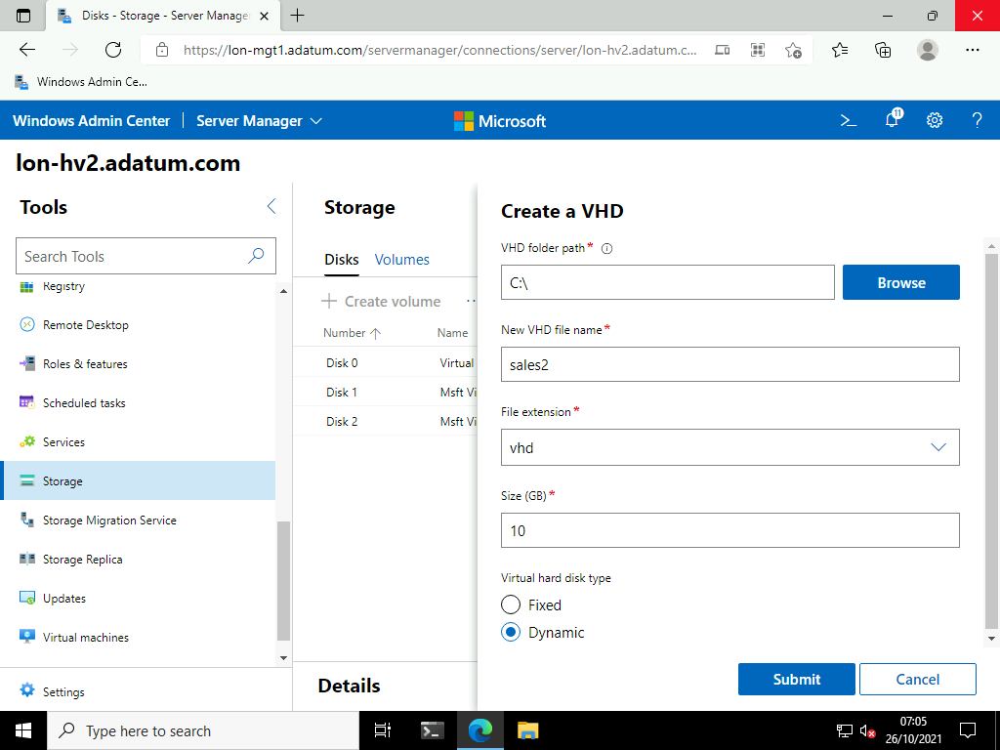 Disks - Storage - Server Manage
https://lon-mgt1.adatum.com/servermanager/connections/server/lon-hv2.adatum.c...
Windows Admin Ce...
Windows Admin Center
Server Manager
Microsoft
11
lon-hv2.adatum.com
Tools
Search Tools
Registry
Remote Desktop
Roles & features
Scheduled tasks
Services
Storage
Storage Migration Service
Storage Replica
Updates
Virtual machines
Settings
Storage
Disks Volumes
Create volume
Number Name
Disk 0 Virtual
Disk 1 Msft Vi
Disk 2 Msft Vi
Details
Create a VHD
VHD folder path*
C:\
Browse
New VHD file name*
sales2
File extension*
vhd
Size (GB)*
10
Virtual hard disk type
Fixed
Dynamic
Submit
Cancel
Type here to search
07:05
26/10/2021